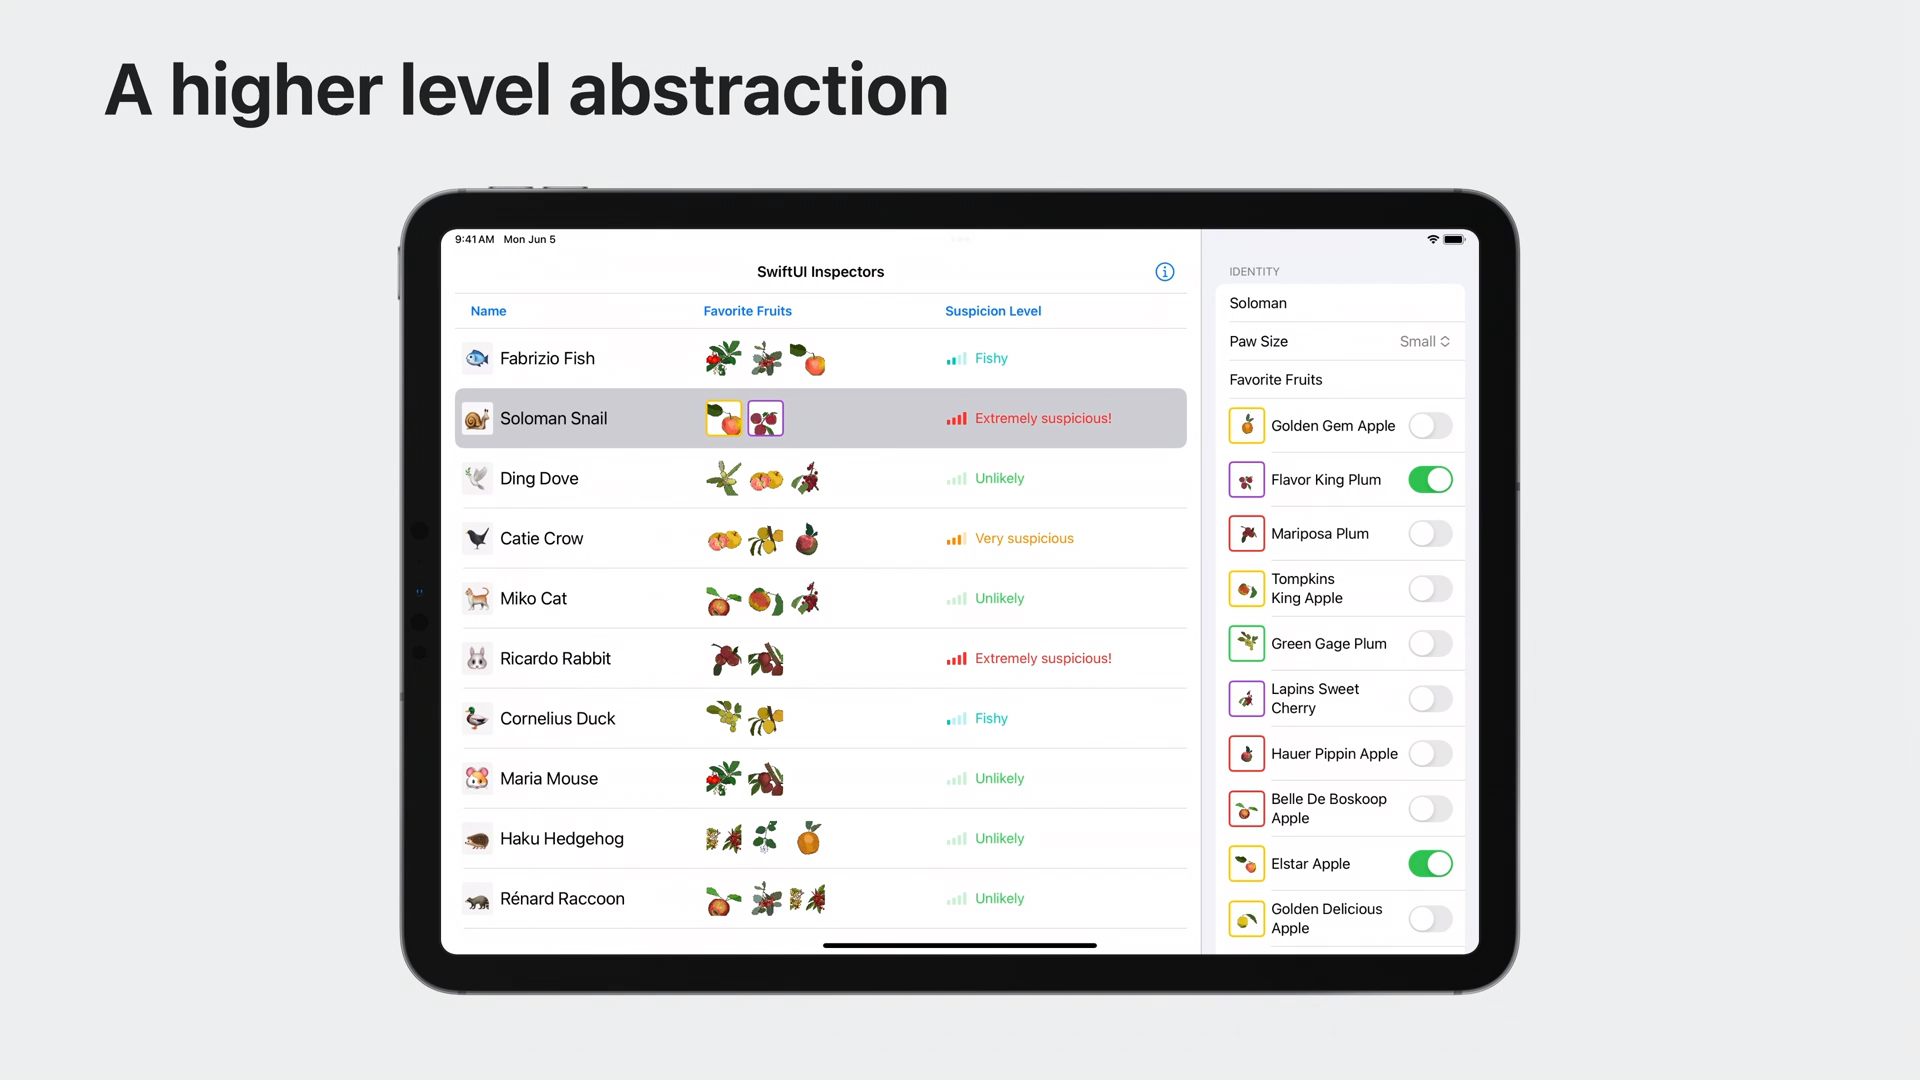 A higher level abstraction
9:41 AM Mon Jun 5
SwiftUI Inspectors
Name Favorite Fruits Suspicion Level
Fabrizio Fish Fishy
Soloman Snail Extremely suspicious!
Ding Dove Unlikely
Catie Crow Very suspicious
Miko Cat Unlikely
Ricardo Rabbit Extremely suspicious!
Cornelius Duck Fishy
Maria Mouse Unlikely
Haku Hedgehog Unlikely
Rénard Raccoon Unlikely
IDENTITY
Soloman
Paw Size Small
Favorite Fruits
Golden Gem Apple
Flavor King Plum
Mariposa Plum
Tompkins
King Apple
Green Gage Plum
Lapins Sweet
Cherry
Hauer Pippin Apple
Belle De Boskoop
Apple
Elstar Apple
Golden Delicious
Apple